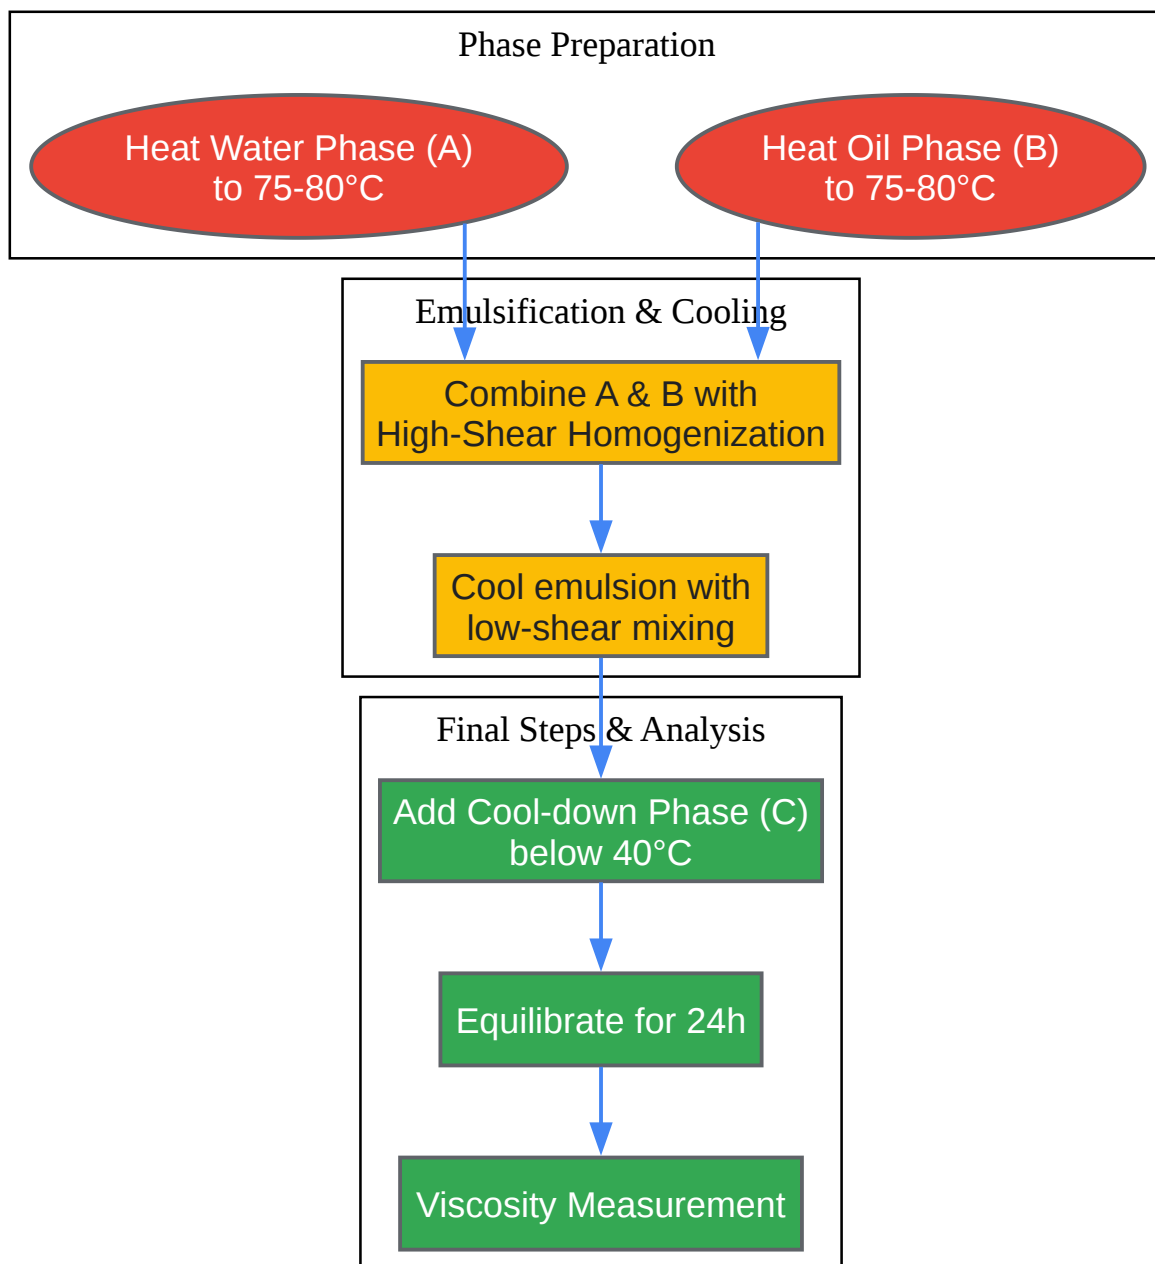 Phase Preparation
Heat Water Phase (A)
to 75-80°C
Heat Oil Phase (B)
to 75-80°C
Emulsification & Cooling
Combine A & B with
High-Shear Homogenization
Cool emulsion with
low-shear mixing
Final Steps & Analysis
Add Cool-down Phase (C)
below 40°C
Equilibrate for 24h
Viscosity Measurement